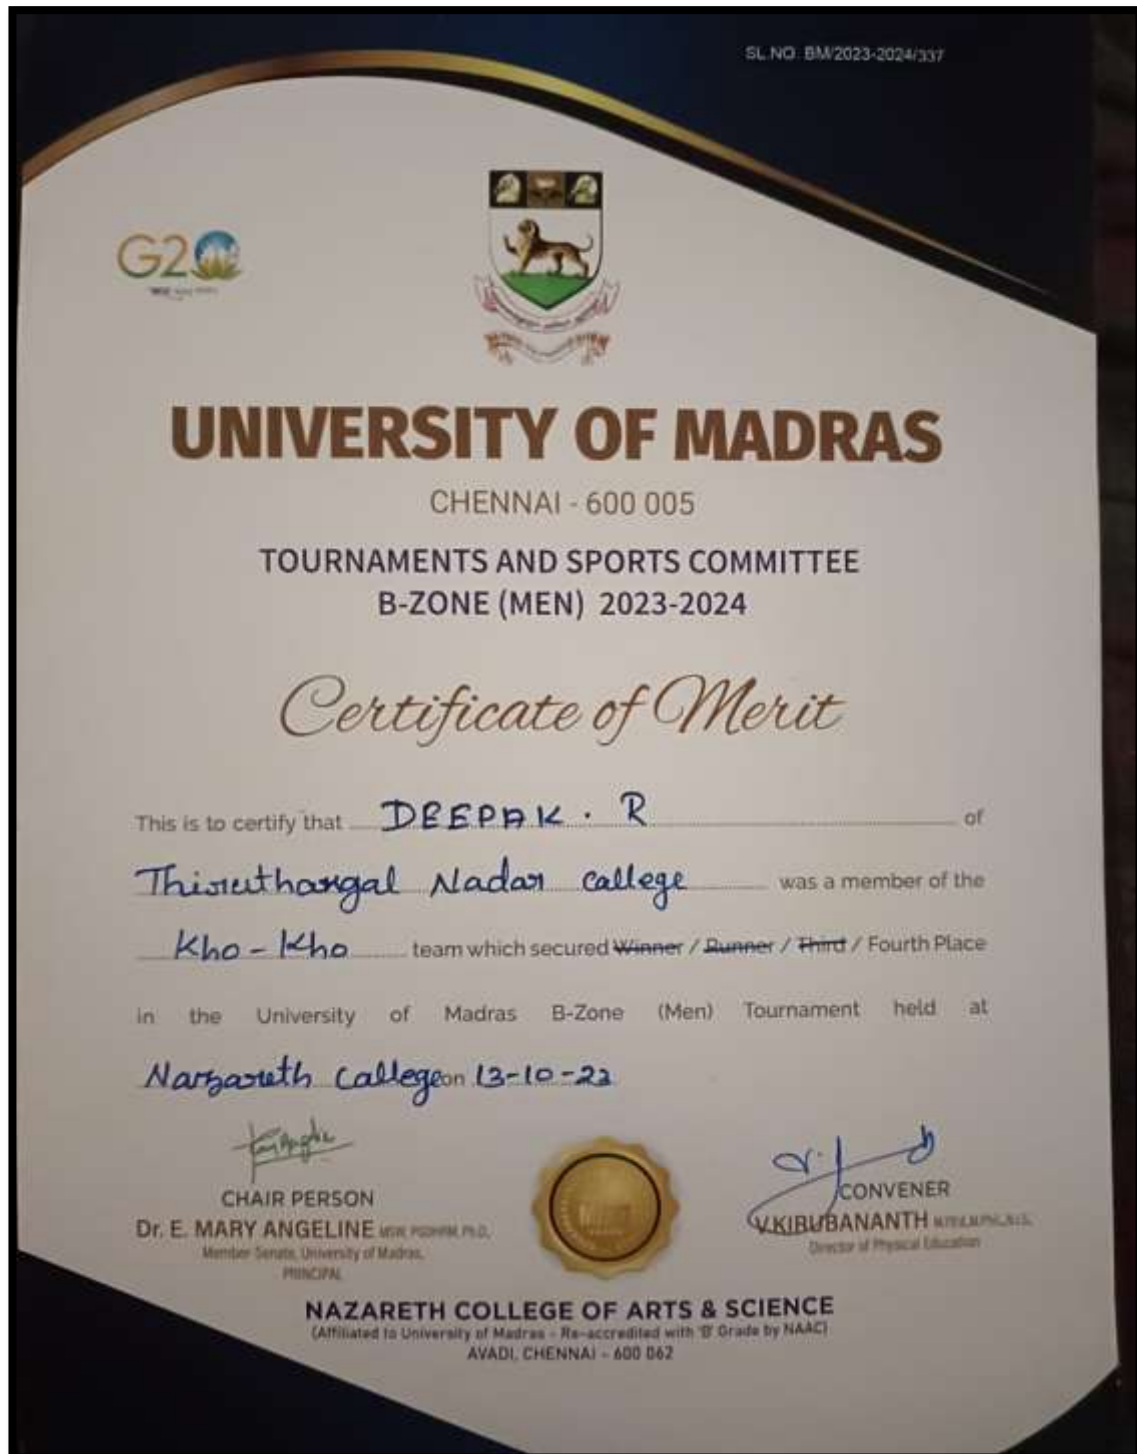 SL.NO. BM/2023-2024/337
G20
UNIVERSITY OF MADRAS
CHENNAI - 600 005
TOURNAMENTS AND SPORTS COMMITTEE
B-ZONE (MEN) 2023-2024
Certificate of Merit
This is to certify that DEEPAK . R of
Thiruthangal Nadar College was a member of the
Kho - Kho team which secured Winner / Runner / Third / Fourth Place
in the University of Madras B-Zone (Men) Tournament held at
Narzareth College on 13-10-23
CHAIR PERSON
Dr. E. MARY ANGELINE MSW, PGDHRM, Ph.D,
Member-Senate, University of Madras,
PRINCIPAL
CONVENER
V.KIRUBANANTH
Director of Physical Education
NAZARETH COLLEGE OF ARTS & SCIENCE
(Affiliated to University of Madras - Re-accredited with 'B' Grade by NAAC)
AVADI, CHENNAI - 600 062